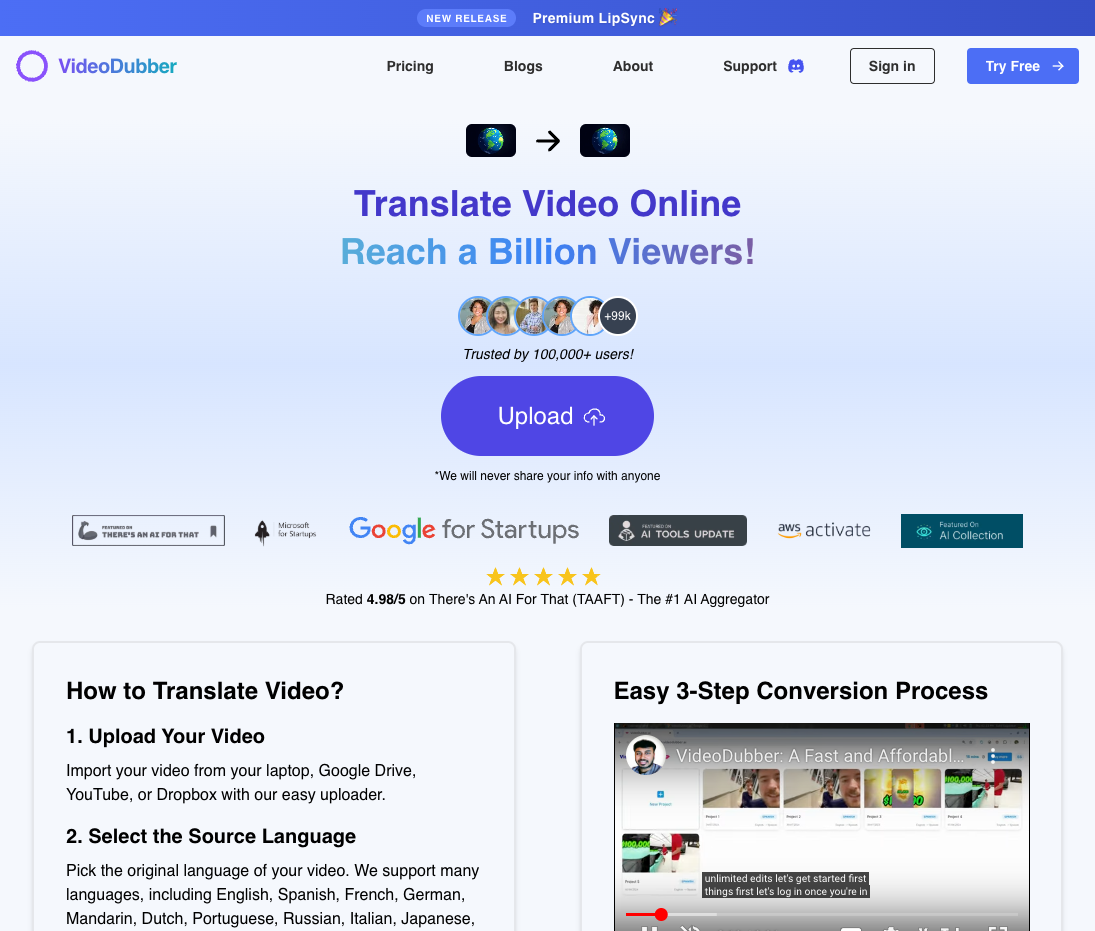 NEW RELEASE Premium LipSync
VideoDubber
Pricing
Blogs
About
Support
Sign in
Try Free
Translate Video Online
Reach a Billion Viewers!
+99k
Trusted by 100,000+ users!
Upload
*We will never share your info with anyone
FEATURED ON
THERE'S AN AI FOR THAT
Microsoft
for Startups
Google for Startups
FEATURED ON
AI TOOLS UPDATE
aws activate
Featured On
AI Collection
Rated 4.98/5 on There's An AI For That (TAAFT) - The #1 AI Aggregator
How to Translate Video?
1. Upload Your Video
Import your video from your laptop, Google Drive,
YouTube, or Dropbox with our easy uploader.
2. Select the Source Language
Pick the original language of your video. We support many
languages, including English, Spanish, French, German,
Mandarin, Dutch, Portuguese, Russian, Italian, Japanese,
Easy 3-Step Conversion Process
VideoDubber: A Fast and Affordabl...
New Project
Project 1
Project 2
Project 3
Project 4
Project 5
unlimited edits let's get started first
things first let's log in once you're in